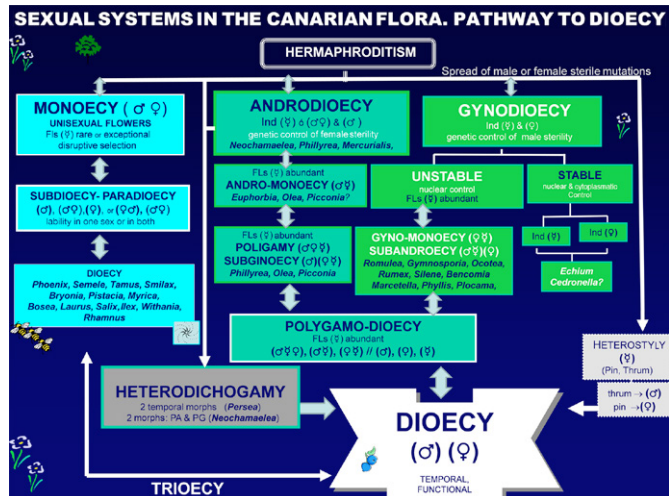 SEXUAL SYSTEMS IN THE CANARIAN FLORA. PATHWAY TO DIOECY
HERMAPHRODITISM
Spread of male or female sterile mutations
MONOECY (♂ ♀)
UNISEXUAL FLOWERS
Fls (☿) rare or exceptional
disruptive selection
SUBDIOECY- PARADIOECY
(♂), (♂♀),(♀), or (♀♂), (♂♀)
lability in one sex or in both
DIOECY
Phoenix, Semele, Tamus, Smilax,
Bryonia, Pistacia, Myrica,
Bosea, Laurus, Salix,Ilex, Withania,
Rhamnus
ANDRODIOECY
Ind (☿) ó (♂♀) & (♂)
genetic control of female sterility
Neochamaelea, Phillyrea, Mercurialis,
FLs (☿) abundant
ANDRO-MONOECY (♂☿)
Euphorbia, Olea, Picconia?
FLs (☿) abundant
POLIGAMY (♂♀☿)
SUBGINOECY (♂)(♀☿)
Phillyrea, Olea, Picconia
GYNODIOECY
Ind (☿) & (♀)
genetic control of male sterility
UNSTABLE
nuclear control
FLs (☿) abundant
GYNO-MONOECY (♀☿)
SUBANDROECY (♂☿)(♀)
Romulea, Gymnosporia, Ocotea,
Rumex, Silene, Bencomia
Marcetella, Phyllis, Plocama,
STABLE
nuclear & cytoplasmatic
Control
Ind (☿)
Ind (♀)
Echium
Cedronella?
POLYGAMO-DIOECY
FLs (☿) abundant
(♂☿♀), (♂☿), (♀☿) // (♂), (♀), (☿)
HETEROSTYLY
(☿)
(Pin, Thrum)
thrum→(♂)
pin →(♀)
HETERODICHOGAMY
2 temporal morphs (Persea)
2 morphs: PA & PG (Neochamaelea)
DIOECY
(♂) (♀)
TEMPORAL,
FUNCTIONAL
TRIOECY